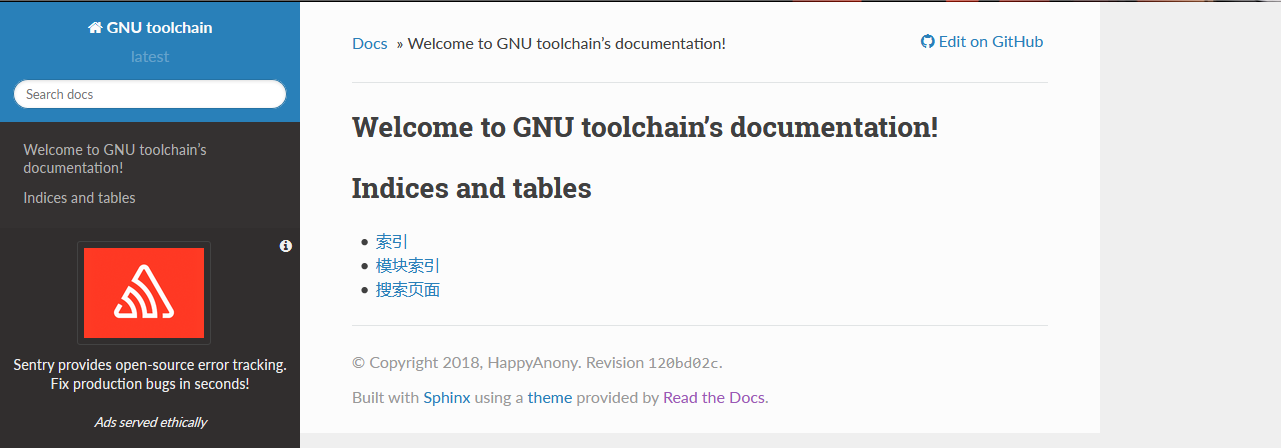 GNU toolchain
latest
Search docs
Welcome to GNU toolchain’s
documentation!
Indices and tables
Sentry provides open-source error tracking.
Fix production bugs in seconds!
Ads served ethically
Docs » Welcome to GNU toolchain’s documentation!
Edit on GitHub
Welcome to GNU toolchain’s documentation!
Indices and tables
索引
模块索引
搜索页面
© Copyright 2018, HappyAnony. Revision 120bd02c.
Built with Sphinx using a theme provided by Read the Docs.